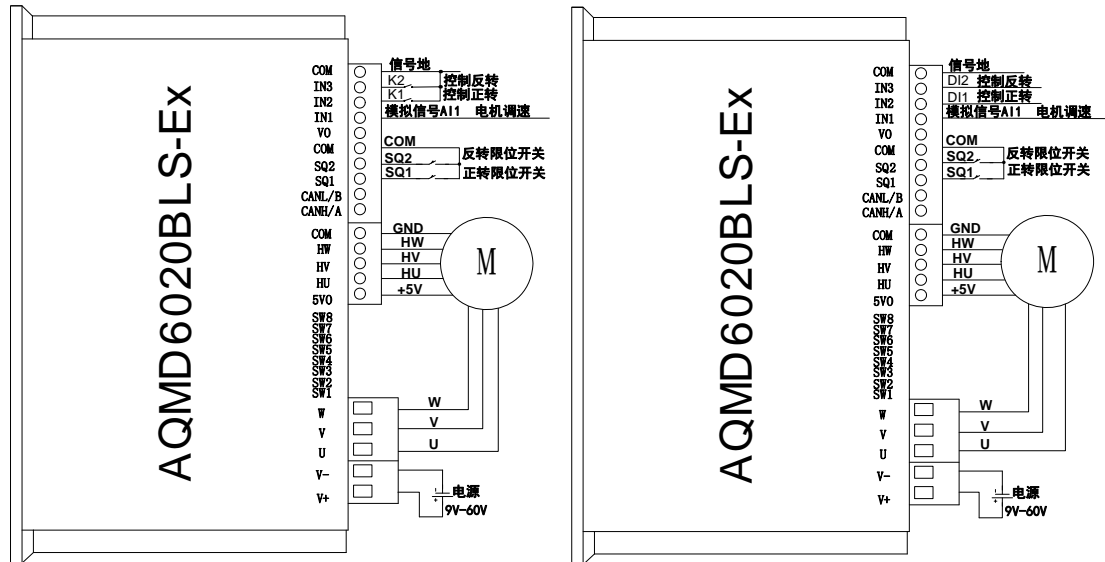 AQMD6020BLS-Ex
COM
IN3
IN2
IN1
VO
COM
SQ2
SQ1
CANL/B
CANH/A
COM
HW
HV
HU
5VO
SW8
SW7
SW6
SW5
SW4
SW3
SW2
SW1
W
V
U
V-
V+
信号地
K2 控制反转
K1 控制正转
模拟信号AI1 电机调速
COM
SQ2 反转限位开关
SQ1 正转限位开关
GND
HW
HV
HU
+5V
M
W
V
U
电源
9V-60V
AQMD6020BLS-Ex
COM
IN3
IN2
IN1
VO
COM
SQ2
SQ1
CANL/B
CANH/A
COM
HW
HV
HU
5VO
SW8
SW7
SW6
SW5
SW4
SW3
SW2
SW1
W
V
U
V-
V+
信号地
DI2 控制反转
DI1 控制正转
模拟信号AI1 电机调速
COM
SQ2 反转限位开关
SQ1 正转限位开关
GND
HW
HV
HU
+5V
M
W
V
U
电源
9V-60V